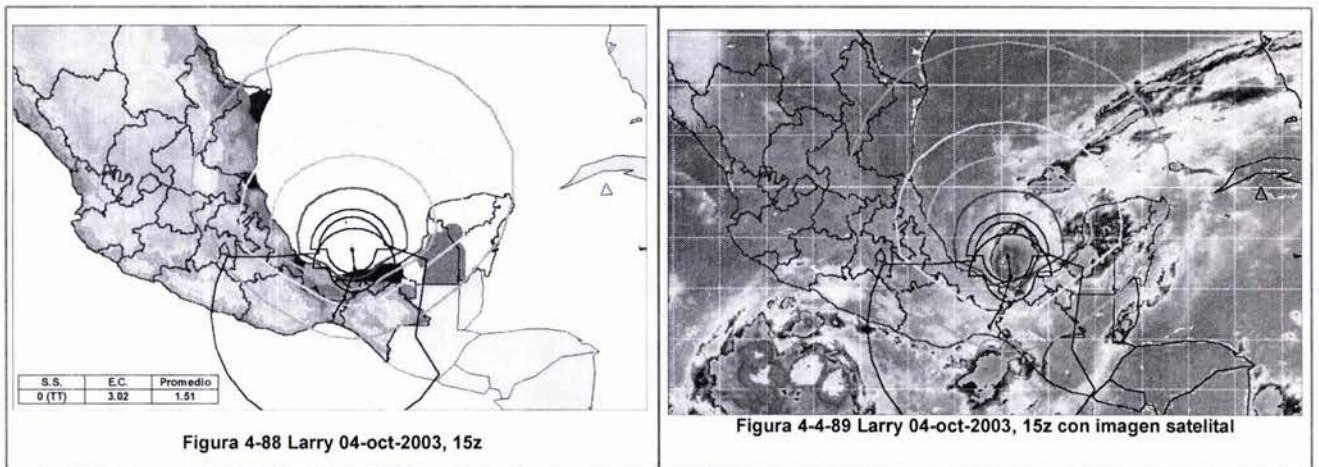 S.S. E.C. Promedio
0 (TT) 3.02 1.51
Figura 4-88 Larry 04-oct-2003, 15z
Figura 4-4-89 Larry 04-oct-2003, 15z con imagen satelital